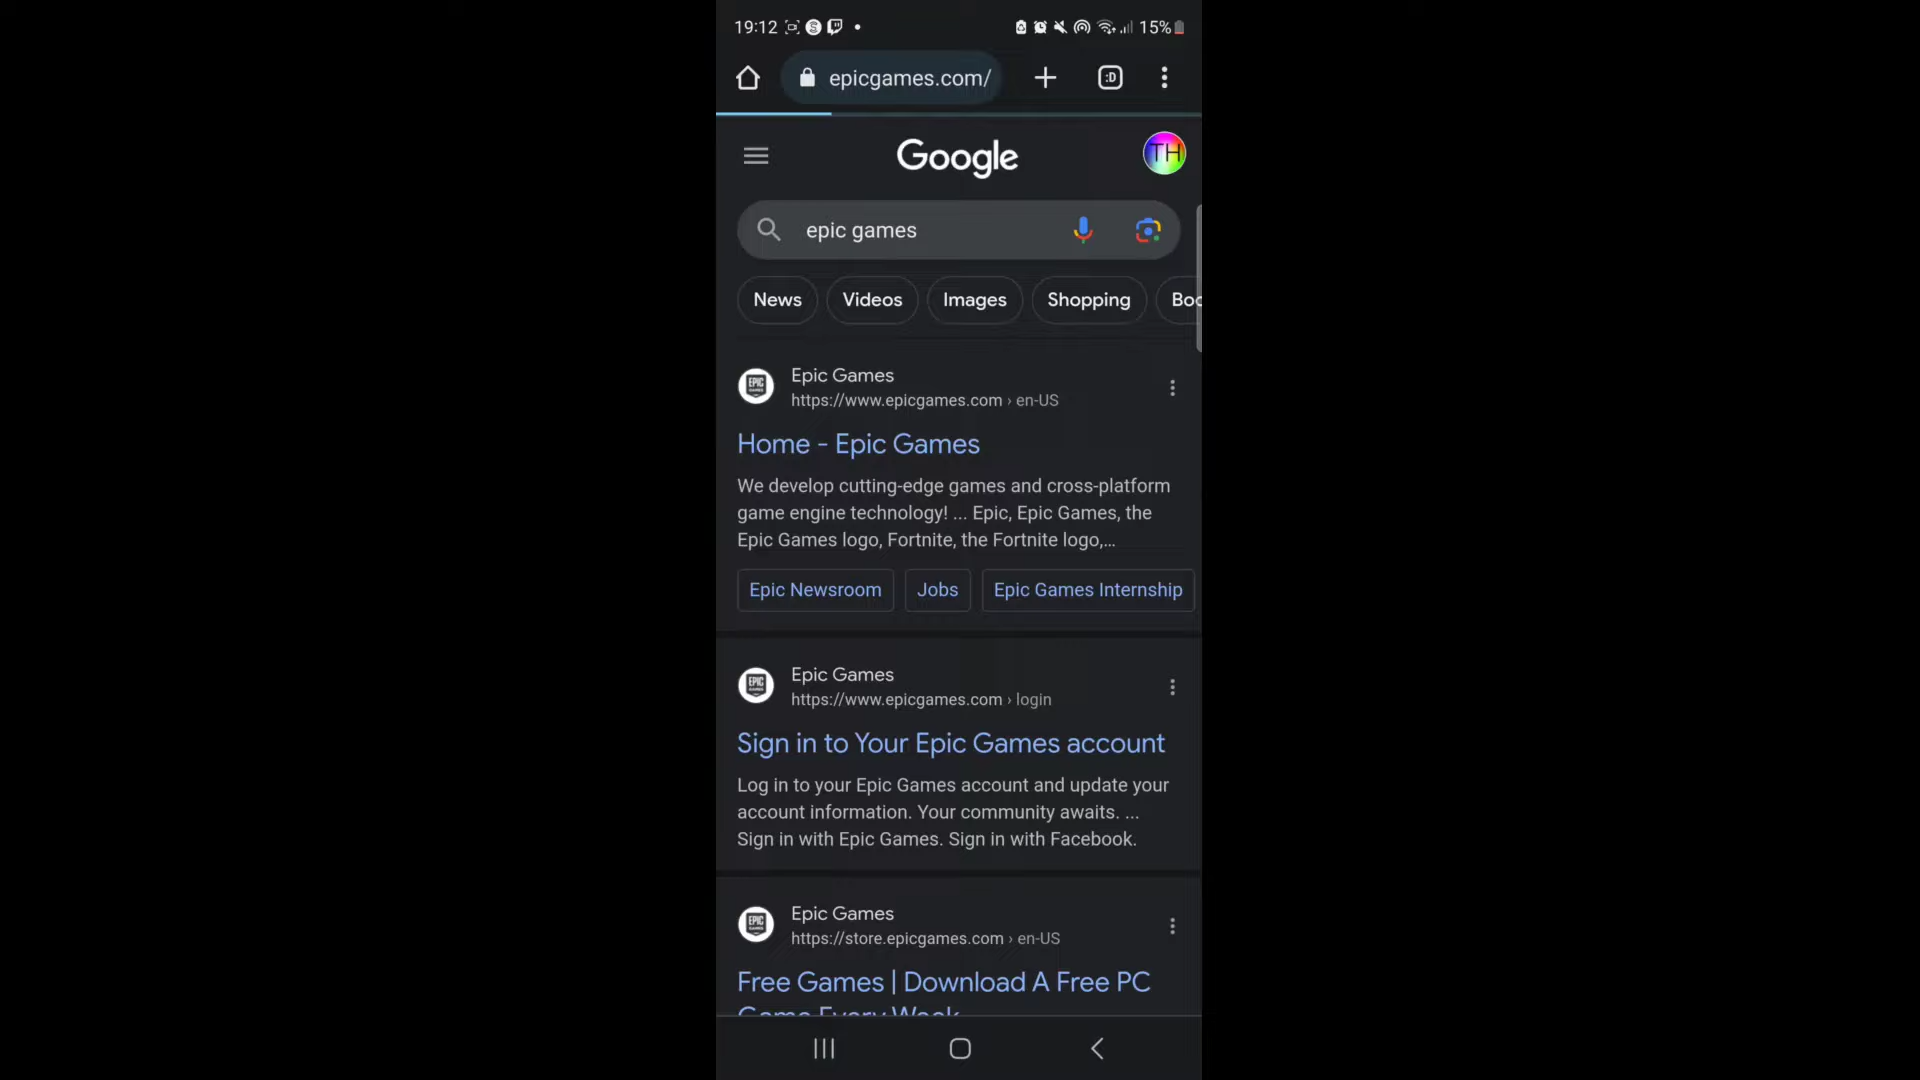 19:12 15%
epicgames.com/
:D
Google
TH
epic games
News Videos Images Shopping Boo
Epic Games
https://www.epicgames.com › en-US
Home - Epic Games
We develop cutting-edge games and cross-platform
game engine technology! ... Epic, Epic Games, the
Epic Games logo, Fortnite, the Fortnite logo,...
Epic Newsroom Jobs Epic Games Internship
Epic Games
https://www.epicgames.com › login
Sign in to Your Epic Games account
Log in to your Epic Games account and update your
account information. Your community awaits. ...
Sign in with Epic Games. Sign in with Facebook.
Epic Games
https://store.epicgames.com › en-US
Free Games | Download A Free PC
Game Every Week